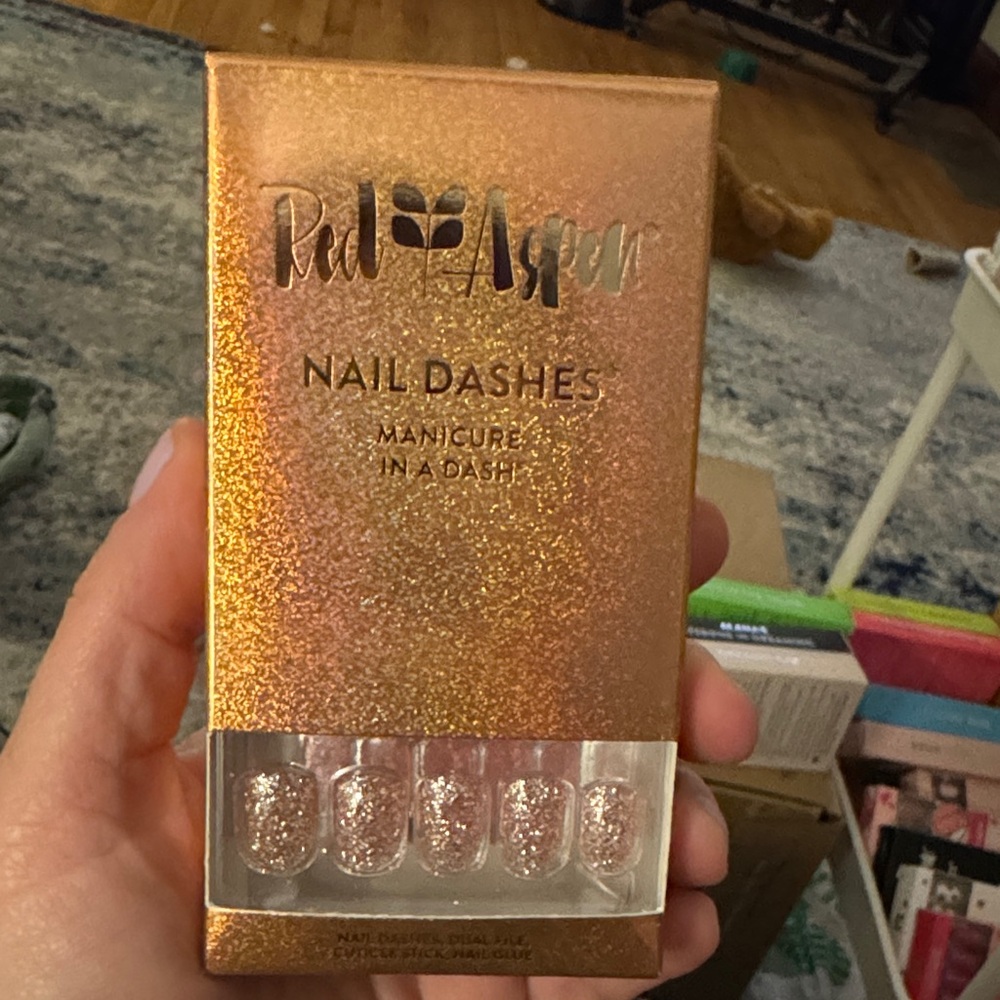 Red Aspen
NAIL DASHES
MANICURE
IN A DASH
NAIL DASHES, DUAL FILE,
CUTICLE STICK, NAIL GLUE